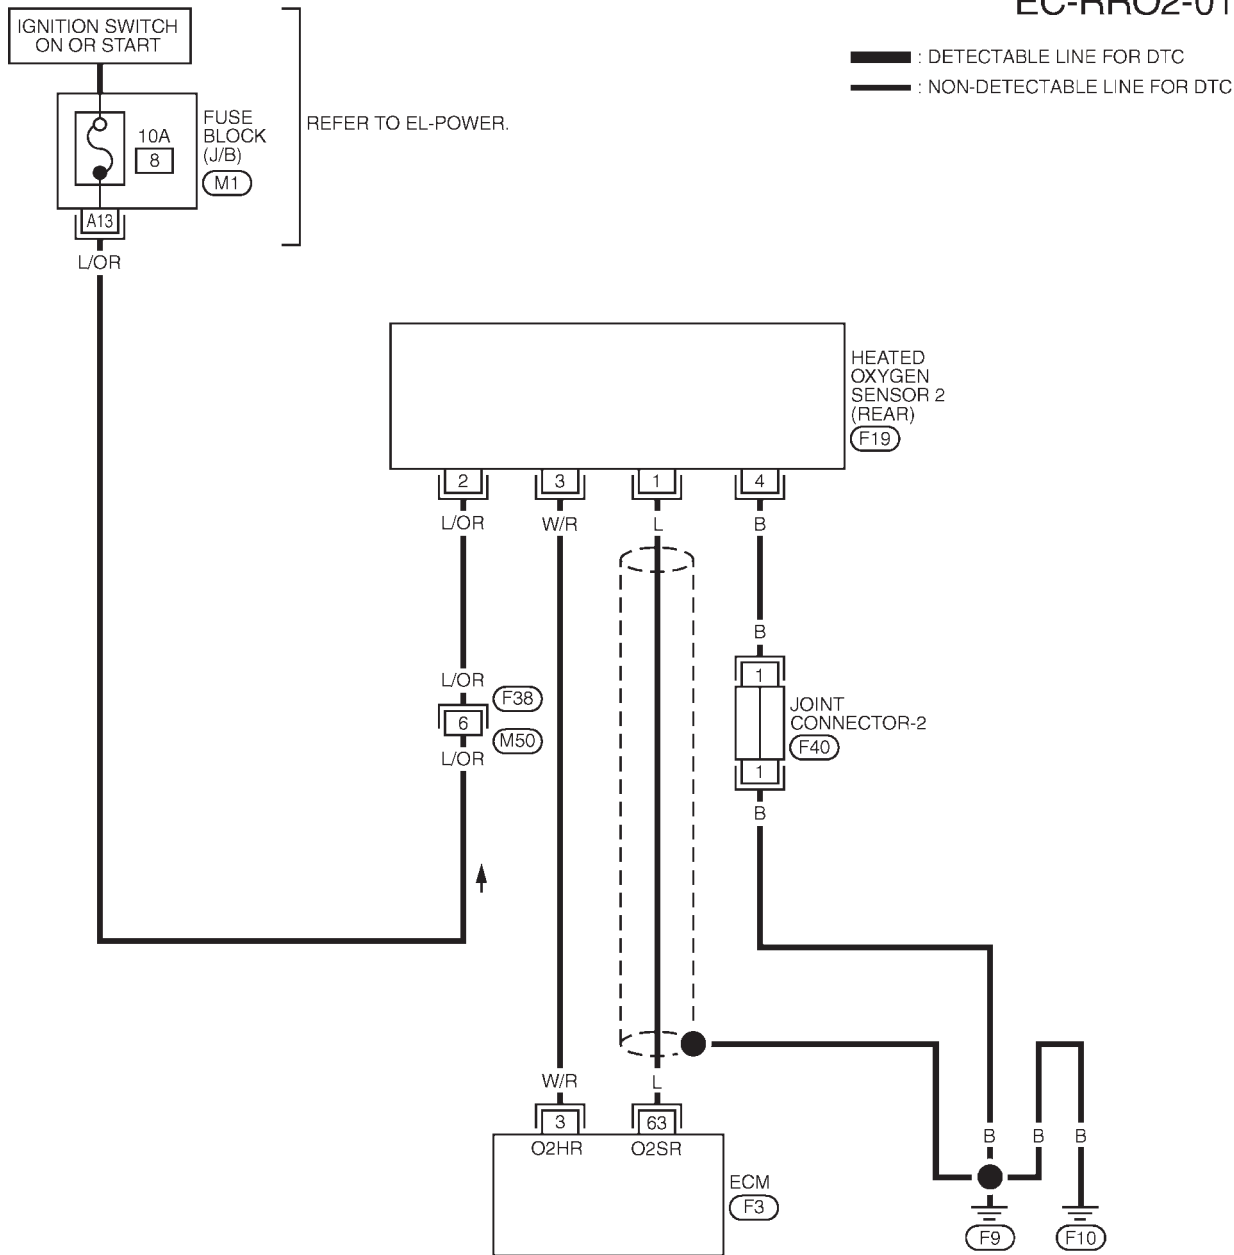 EC-RRO2-01
IGNITION SWITCH
ON OR START
: DETECTABLE LINE FOR DTC
: NON-DETECTABLE LINE FOR DTC
10A
8
FUSE
BLOCK
(J/B)
M1
REFER TO EL-POWER.
A13
L/OR
HEATED
OXYGEN
SENSOR 2
(REAR)
F19
2 3 1 4
L/OR W/R L B
B
L/OR
F38
6
M50
L/OR
1
JOINT
CONNECTOR-2
F40
1
B
W/R L
3 63
O2HR O2SR
ECM
F3
B B B
F9 F10